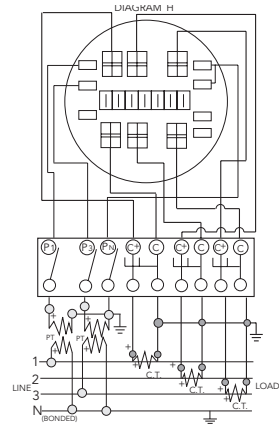 DIAGRAM H
P1 P3 PN C+ C C+ C C+ C
+ +
PT PT
+ C.T.
+ C.T.
+ C.T.
1
2
LINE LOAD
3
N
(BONDED)